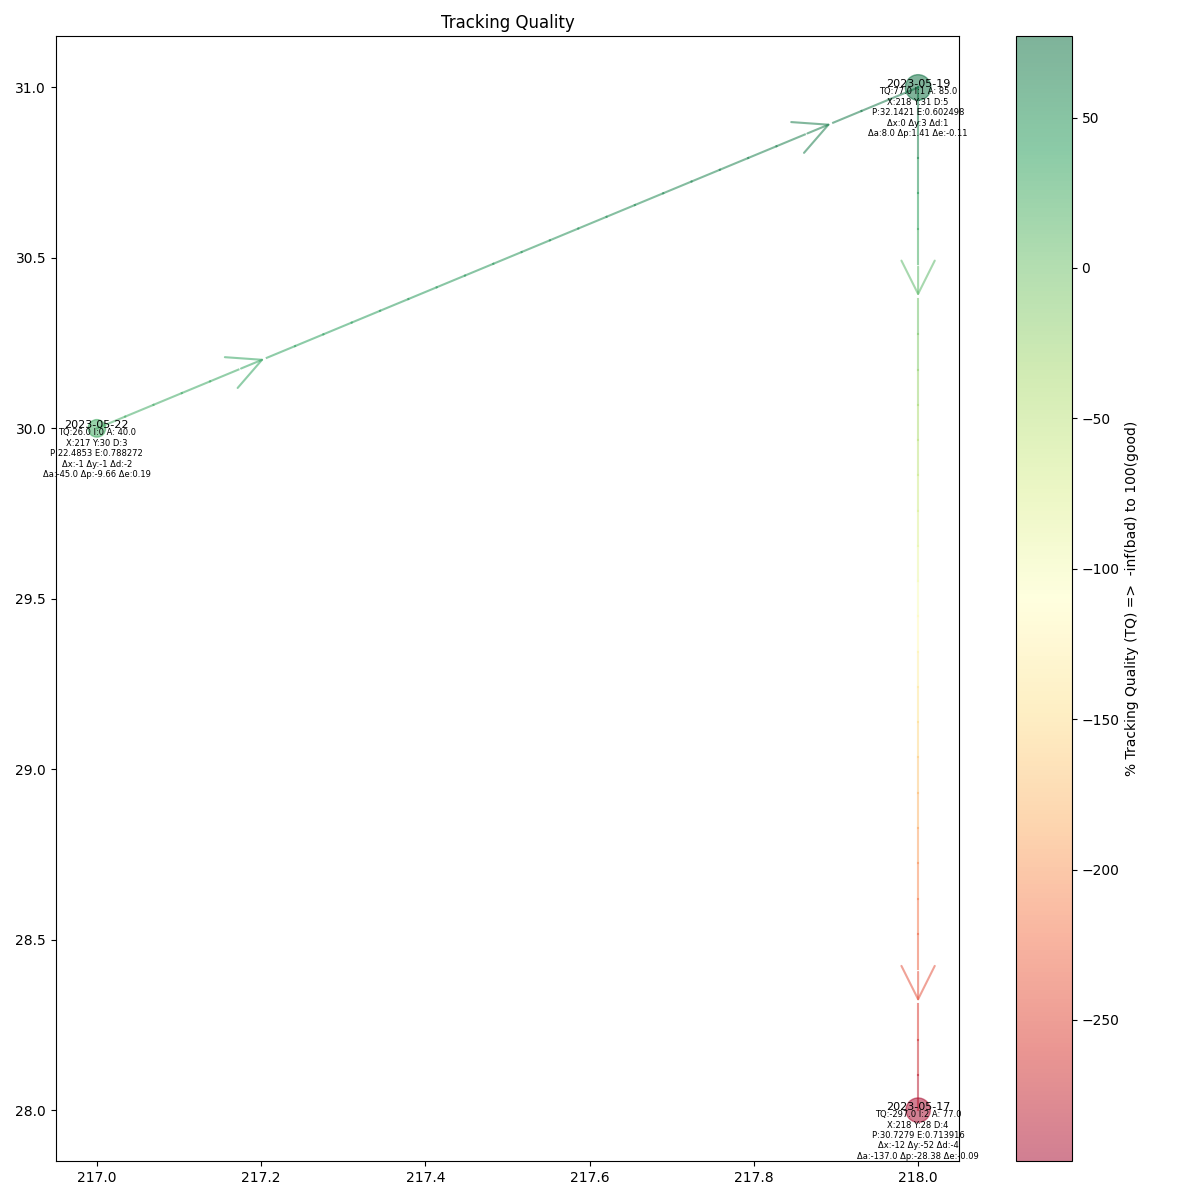 Tracking Quality
31.0
30.5
30.0
29.5
29.0
28.5
28.0
217.0
217.2
217.4
217.6
217.8
218.0
2023-05-19
TQ:77.0 I:1 A: 85.0
X:218 Y:31 D:5
P:32.1421 E:0.602498
Δx:0 Δy:3 Δd:1
Δa:8.0 Δp:1.41 Δe:-0.11
2023-05-22
TQ:26.0 I:0 A: 40.0
X:217 Y:30 D:3
P:22.4853 E:0.788272
Δx:-1 Δy:-1 Δd:-2
Δa:-45.0 Δp:-9.66 Δe:0.19
2023-05-17
TQ:-297.0 I:2 A: 77.0
X:218 Y:28 D:4
P:30.7279 E:0.713916
Δx:-12 Δy:-52 Δd:-4
Δa:-137.0 Δp:-28.38 Δe:-0.09
50
0
−50
−100
−150
−200
−250
% Tracking Quality (TQ) => -inf(bad) to 100(good)